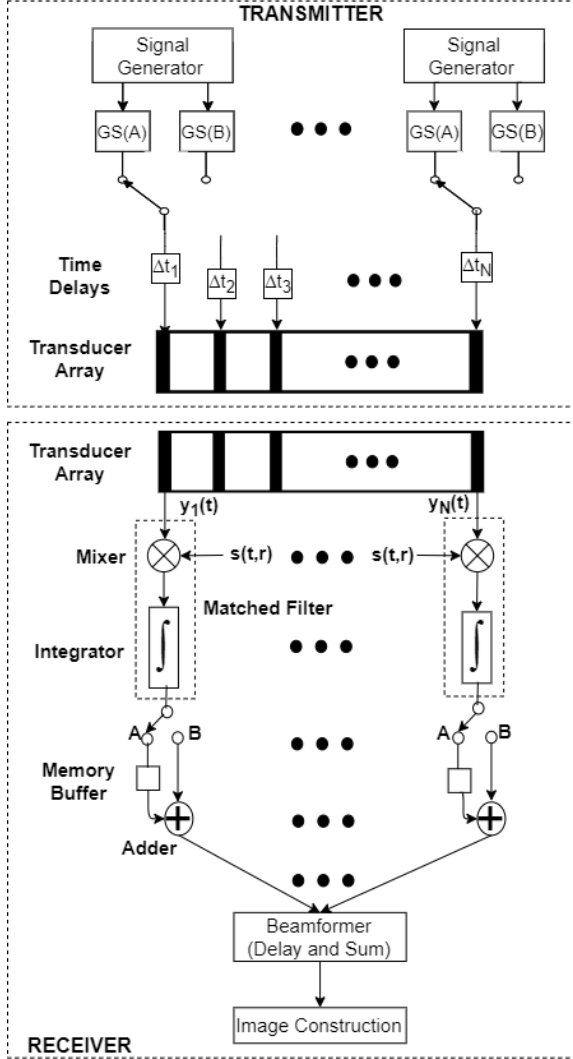 TRANSMITTER
Signal
Generator
Signal
Generator
GS(A)
GS(B)
GS(A)
GS(B)
Time
Delays
Δt1
Δt2
Δt3
ΔtN
Transducer
Array
Transducer
Array
y1(t)
yN(t)
Mixer
s(t,r)
s(t,r)
Matched Filter
Integrator
∫
∫
A
B
A
B
Memory
Buffer
Adder
Beamformer
(Delay and Sum)
Image Construction
RECEIVER